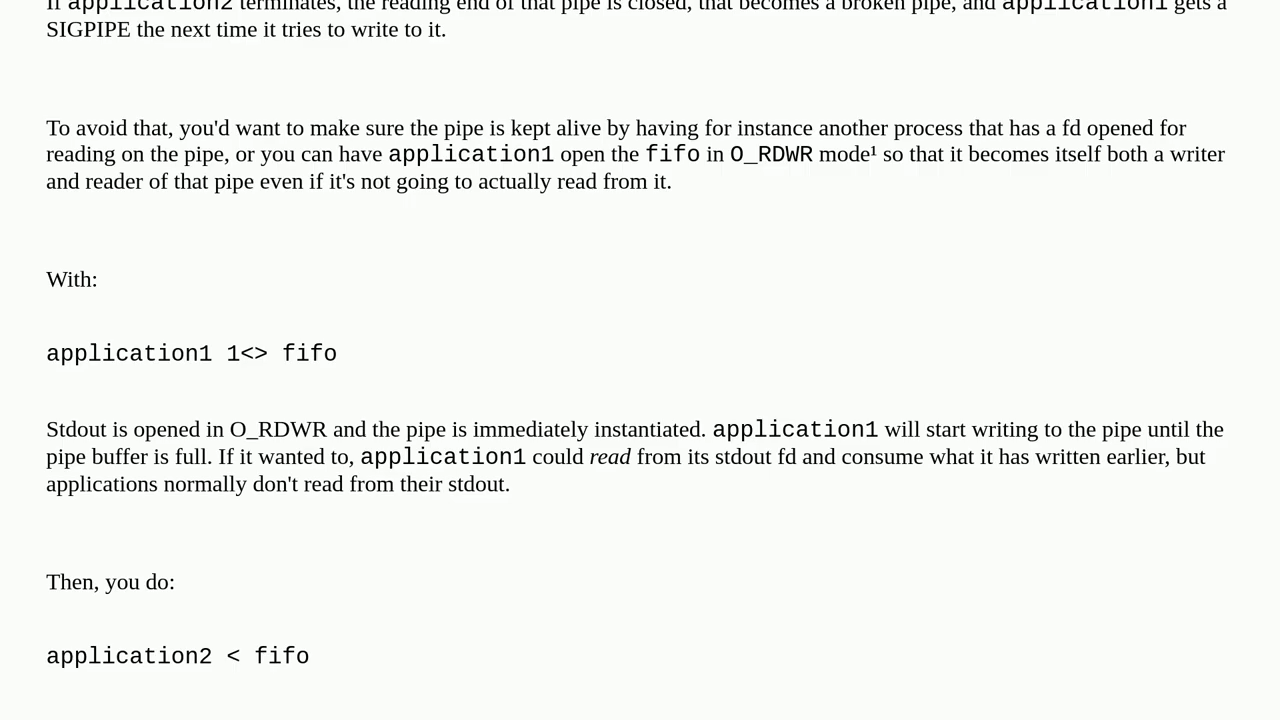 If application2 terminates, the reading end of that pipe is closed, that becomes a broken pipe, and application1 gets a
SIGPIPE the next time it tries to write to it.
To avoid that, you'd want to make sure the pipe is kept alive by having for instance another process that has a fd opened for
reading on the pipe, or you can have application1 open the fifo in O_RDWR mode¹ so that it becomes itself both a writer
and reader of that pipe even if it's not going to actually read from it.
With:
application1 1<> fifo
Stdout is opened in O_RDWR and the pipe is immediately instantiated. application1 will start writing to the pipe until the
pipe buffer is full. If it wanted to, application1 could read from its stdout fd and consume what it has written earlier, but
applications normally don't read from their stdout.
Then, you do:
application2 < fifo